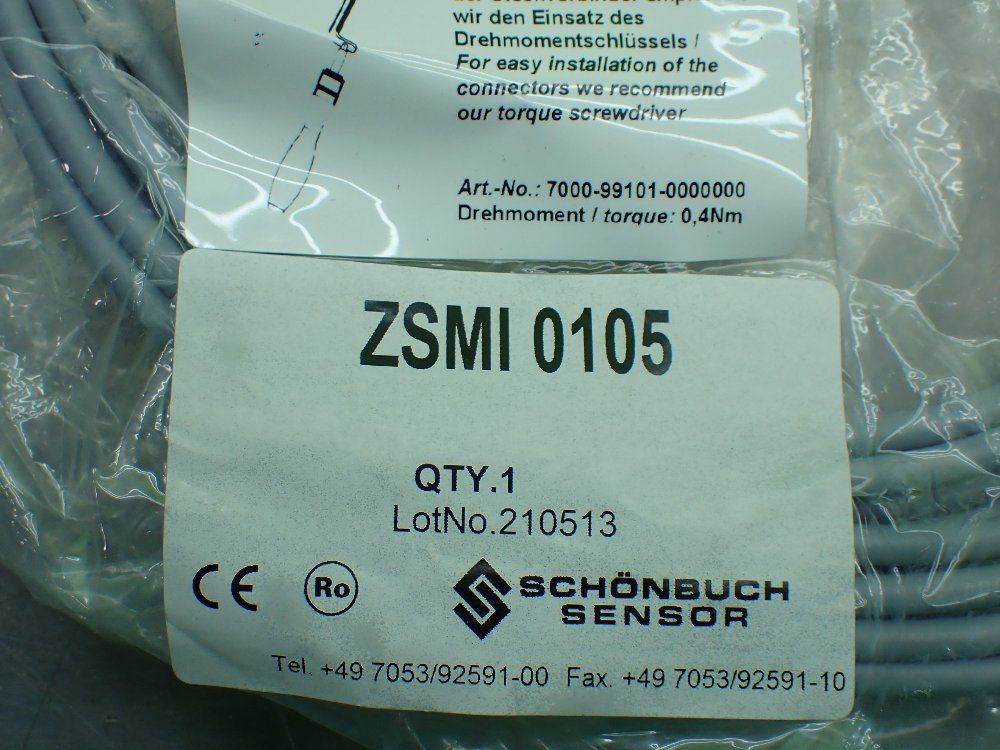 wir den Einsatz des
Drehmomentschlüssels /
For easy installation of the
connectors we recommend
our torque screwdriver
Art.-No.: 7000-99101-0000000
Drehmoment / torque: 0,4Nm
ZSMI 0105
QTY.1
LotNo.210513
CE Ro SCHÖNBUCH
SENSOR
Tel. +49 7053/92591-00 Fax. +49 7053/92591-10